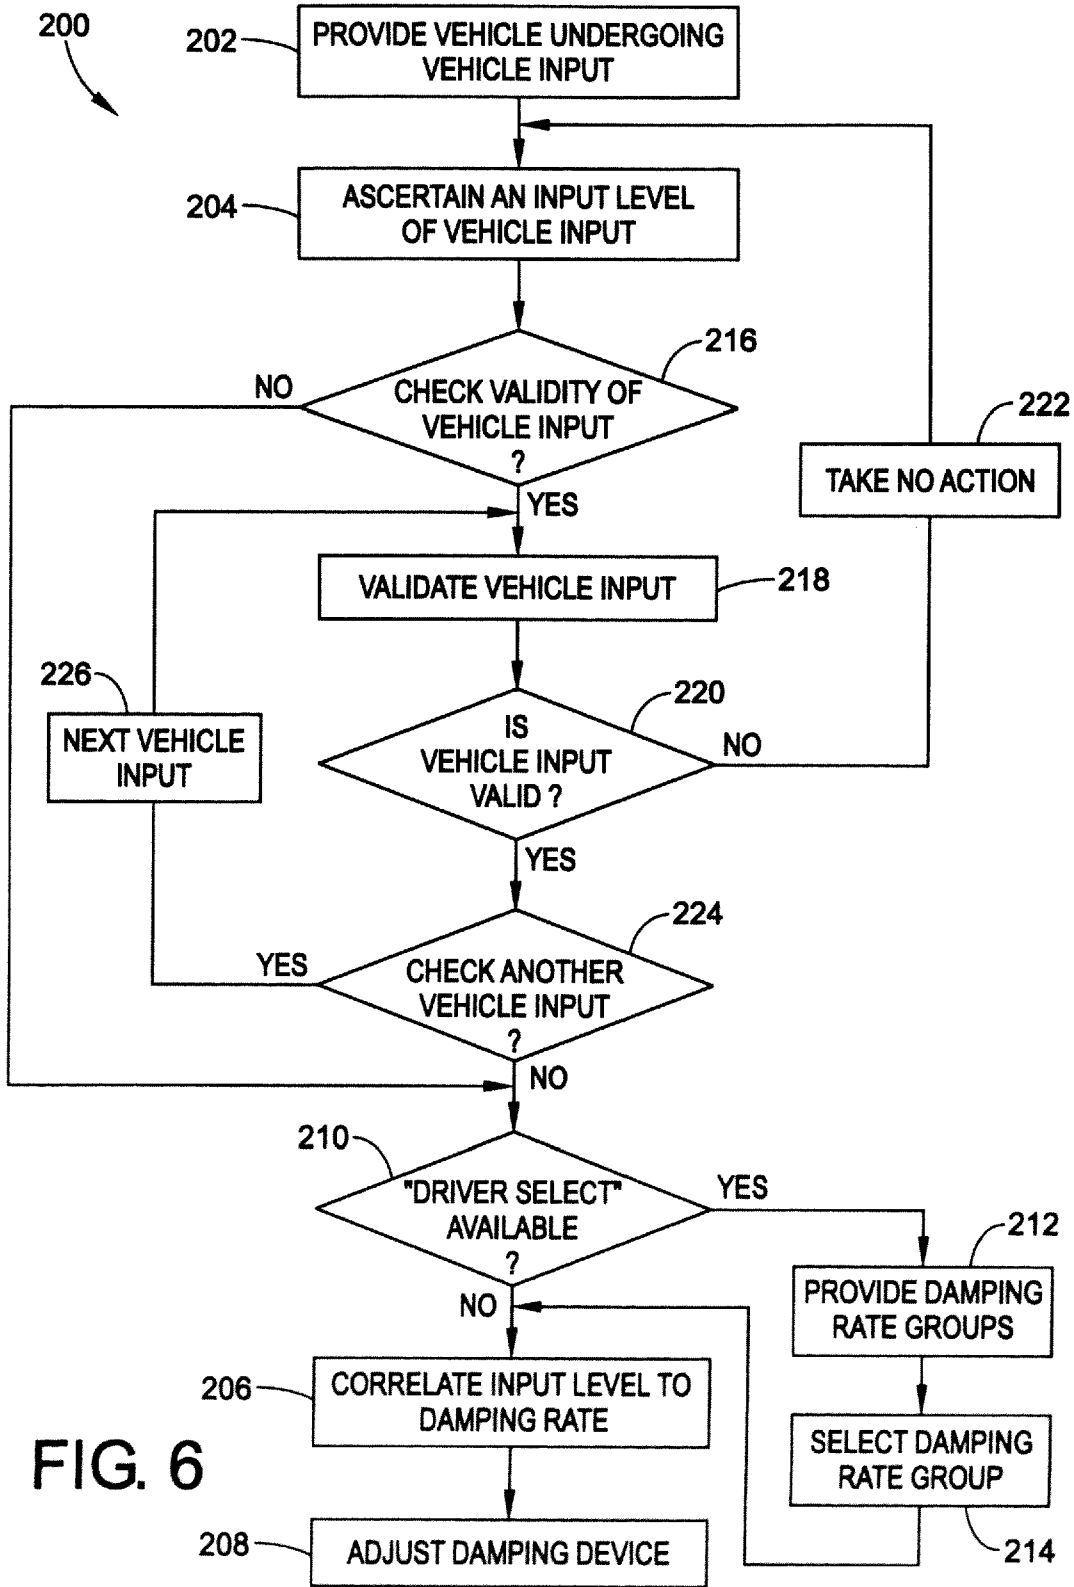 200
202
PROVIDE VEHICLE UNDERGOING
VEHICLE INPUT
204
ASCERTAIN AN INPUT LEVEL
OF VEHICLE INPUT
216
NO
CHECK VALIDITY OF
VEHICLE INPUT
?
222
TAKE NO ACTION
YES
VALIDATE VEHICLE INPUT
218
226
NEXT VEHICLE
INPUT
220
IS
VEHICLE INPUT
VALID ?
NO
YES
224
YES
CHECK ANOTHER
VEHICLE INPUT
?
NO
210
"DRIVER SELECT"
AVAILABLE
?
YES
212
PROVIDE DAMPING
RATE GROUPS
NO
206
CORRELATE INPUT LEVEL TO
DAMPING RATE
SELECT DAMPING
RATE GROUP
214
FIG. 6
208
ADJUST DAMPING DEVICE